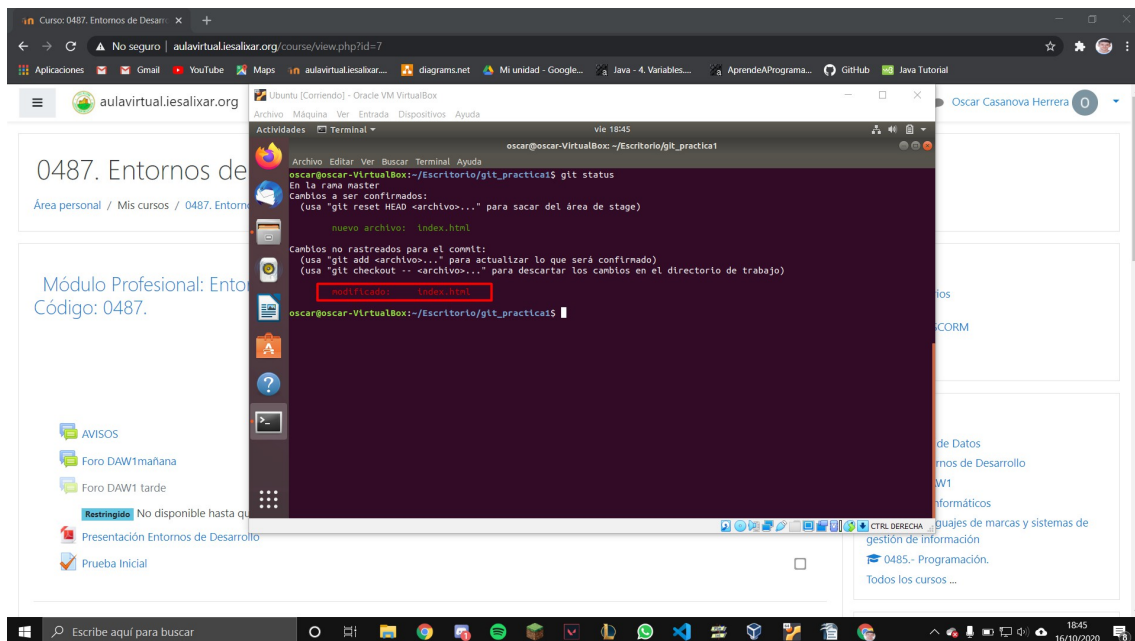 Curso: 0487. Entornos de Desarro
No seguro | aulavirtual.iesalixar.org/course/view.php?id=7
Aplicaciones Gmail YouTube Maps aulavirtual.iesalixar.... diagrams.net Mi unidad - Google... Java - 4. Variables.... AprendeAPrograma... GitHub Java Tutorial
aulavirtual.iesalixar.org
Oscar Casanova Herrera O
Ubuntu [Corriendo] - Oracle VM VirtualBox
Archivo Máquina Ver Entrada Dispositivos Ayuda
Actividades Terminal vie 18:45
oscar@oscar-VirtualBox: ~/Escritorio/git_practica1
Archivo Editar Ver Buscar Terminal Ayuda
oscar@oscar-VirtualBox:~/Escritorio/git_practica1$ git status
En la rama master
Cambios a ser confirmados:
(usa "git reset HEAD <archivo>..." para sacar del área de stage)
nuevo archivo: index.html
Cambios no rastreados para el commit:
(usa "git add <archivo>..." para actualizar lo que será confirmado)
(usa "git checkout -- <archivo>..." para descartar los cambios en el directorio de trabajo)
modificado: index.html
oscar@oscar-VirtualBox:~/Escritorio/git_practica1$
CTRL DERECHA
0487. Entornos de
Área personal / Mis cursos / 0487. Entorno
Módulo Profesional: Entor
Código: 0487.
AVISOS
Foro DAW1mañana
Foro DAW1 tarde
Restringido No disponible hasta qu
Presentación Entornos de Desarrollo
Prueba Inicial
ios
SCORM
de Datos
rnos de Desarrollo
W1
nformáticos
guajes de marcas y sistemas de
gestión de información
0485.- Programación.
Todos los cursos ...
Escribe aquí para buscar
18:45
16/10/2020